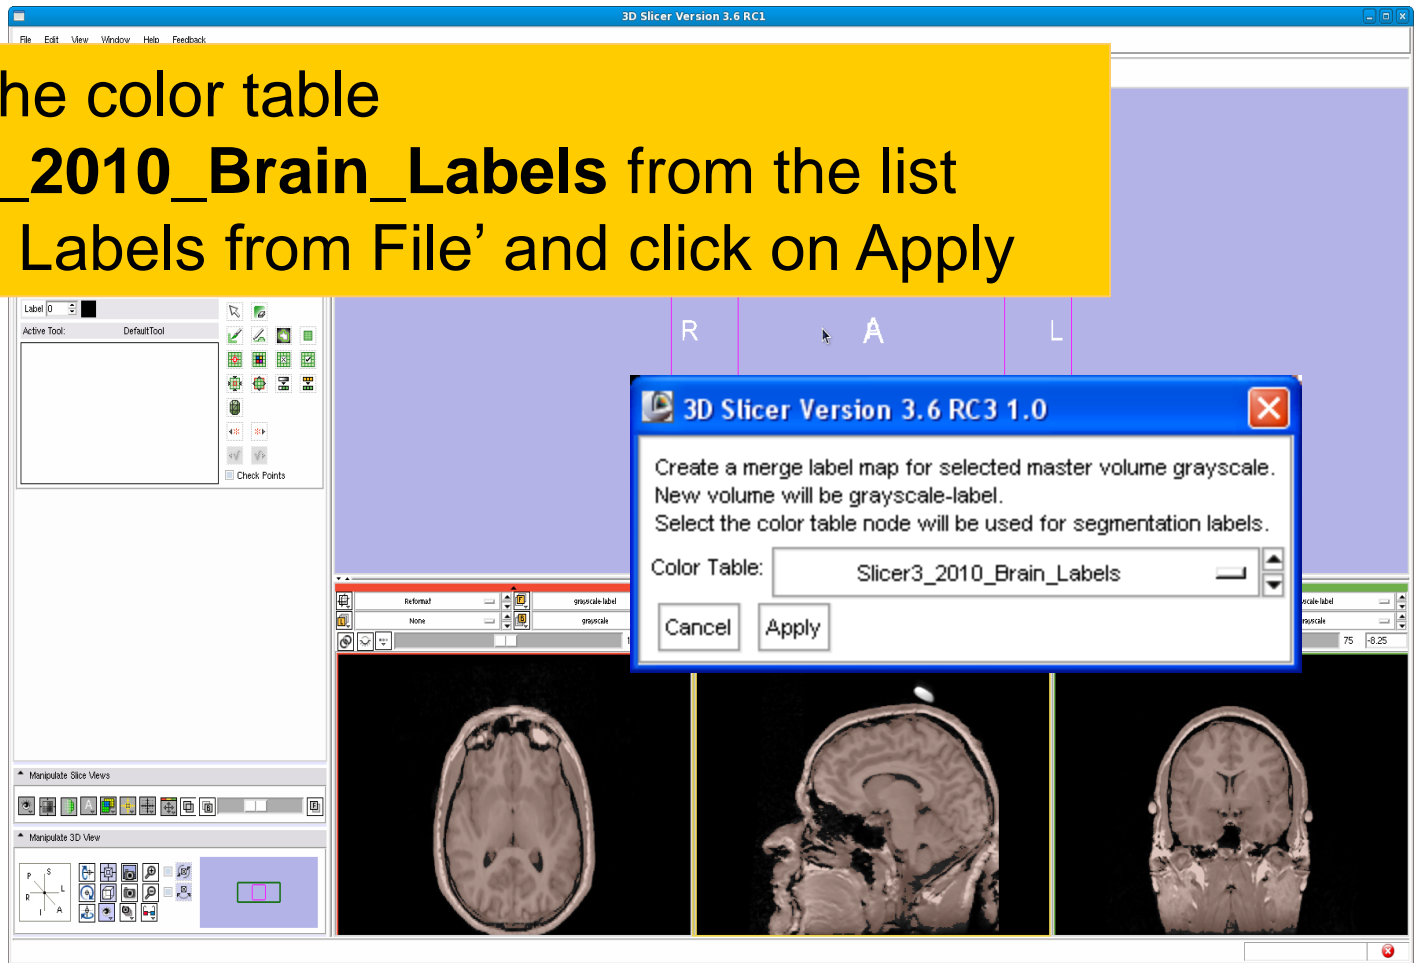 3D Slicer Version 3.6 RC1
File Edit View Window Help Feedback
he color table
_2010_Brain_Labels from the list
Labels from File’ and click on Apply
Label 0
Active Tool: DefaultTool
Check Points
R A L
3D Slicer Version 3.6 RC3 1.0
Create a merge label map for selected master volume grayscale.
New volume will be grayscale-label.
Select the color table node will be used for segmentation labels.
Color Table: Slicer3_2010_Brain_Labels
Cancel Apply
Reformat grayscale-label
None grayscale
75 -8.25
Manipulate Slice Views
Manipulate 3D View
P S
R L
I A